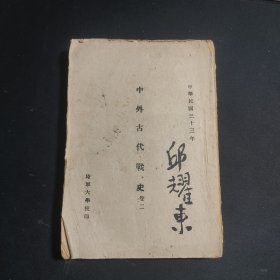 中華民國三十三年
邱耀東
中外古代戰史 卷二
陸軍大學校印